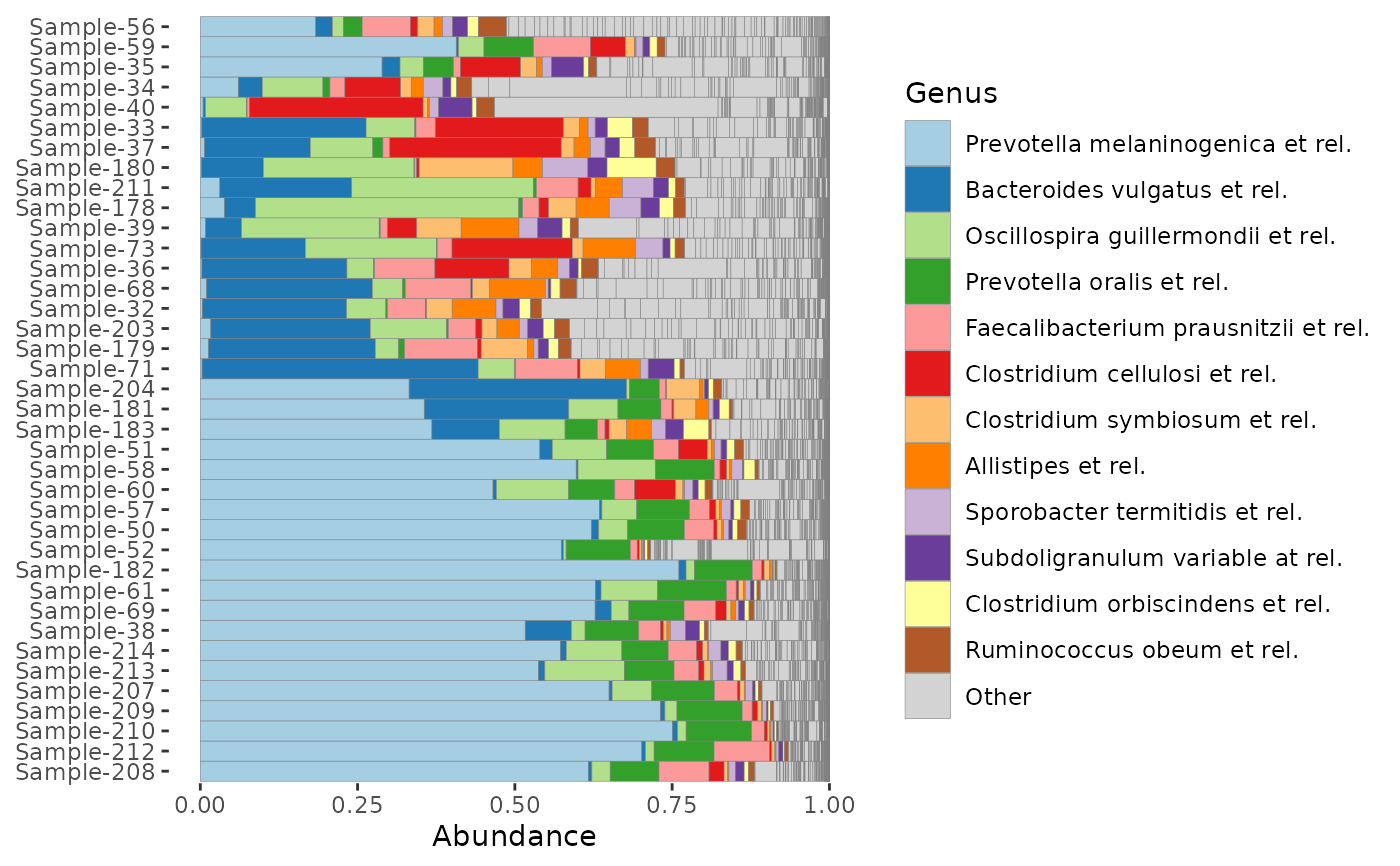 Sample-56
Sample-59
Sample-35
Sample-34
Sample-40
Sample-33
Sample-37
Sample-180
Sample-211
Sample-178
Sample-39
Sample-73
Sample-36
Sample-68
Sample-32
Sample-203
Sample-179
Sample-71
Sample-204
Sample-181
Sample-183
Sample-51
Sample-58
Sample-60
Sample-57
Sample-50
Sample-52
Sample-182
Sample-61
Sample-69
Sample-38
Sample-214
Sample-213
Sample-207
Sample-209
Sample-210
Sample-212
Sample-208
0.00 0.25 0.50 0.75 1.00
Abundance
Genus
Prevotella melaninogenica et rel.
Bacteroides vulgatus et rel.
Oscillospira guillermondii et rel.
Prevotella oralis et rel.
Faecalibacterium prausnitzii et rel.
Clostridium cellulosi et rel.
Clostridium symbiosum et rel.
Allistipes et rel.
Sporobacter termitidis et rel.
Subdoligranulum variable at rel.
Clostridium orbiscindens et rel.
Ruminococcus obeum et rel.
Other